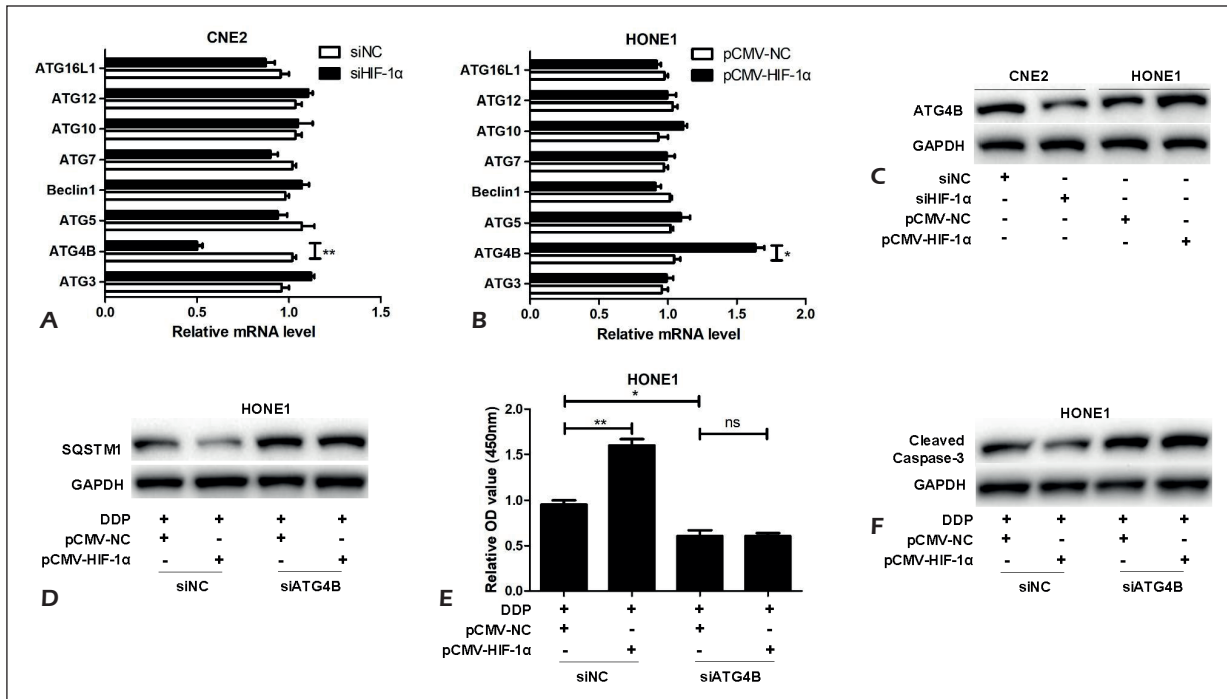 CNE2
siNC
siHIF-1α
ATG16L1
ATG12
ATG10
ATG7
Beclin1
ATG5
ATG4B
ATG3
**
0.0 0.5 1.0 1.5
Relative mRNA level
A
HONE1
pCMV-NC
pCMV-HIF-1α
ATG16L1
ATG12
ATG10
ATG7
Beclin1
ATG5
ATG4B
ATG3
*
0.0 0.5 1.0 1.5 2.0
Relative mRNA level
B
CNE2 HONE1
ATG4B
GAPDH
C
siNC + - - -
siHIF-1α - + - -
pCMV-NC - - + -
pCMV-HIF-1α - - - +
HONE1
SQSTM1
GAPDH
DDP + + + +
pCMV-NC + - + -
pCMV-HIF-1α - + - +
siNC siATG4B
D
HONE1
Relative OD value (450nm)
2.0
1.5
1.0
0.5
0.0
*
**
ns
DDP + + + +
pCMV-NC + - + -
pCMV-HIF-1α - + - +
siNC siATG4B
E
HONE1
Cleaved
Caspase-3
GAPDH
DDP + + + +
pCMV-NC + - + -
pCMV-HIF-1α - + - +
siNC siATG4B
F